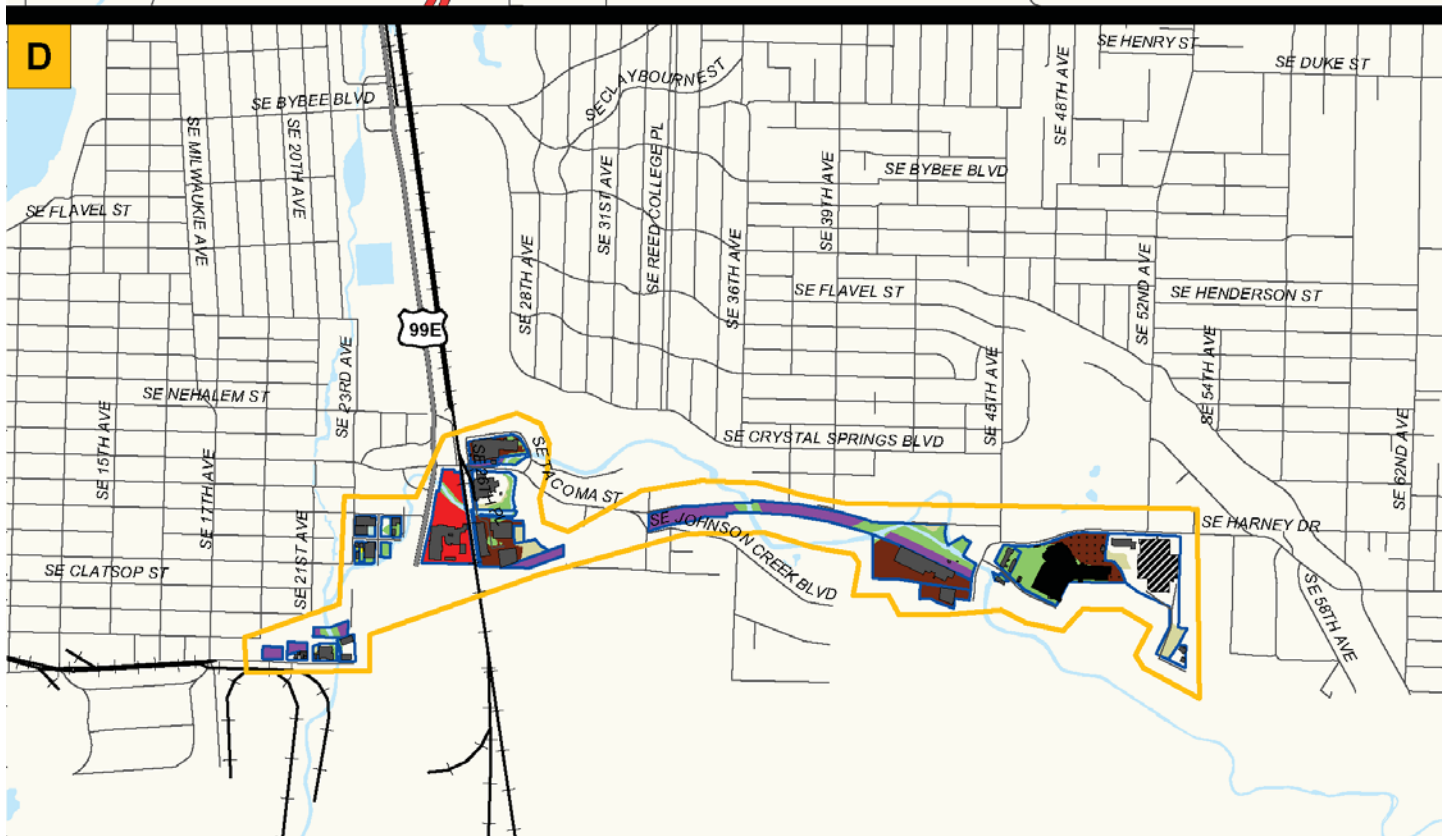 D
SE HENRY ST
SE DUKE ST
SE CLAYBOURNE ST
SE BYBEE BLVD
SE MILWAUKIE AVE
SE 20TH AVE
SE 31ST AVE
SE REED COLLEGE PL
SE 48TH AVE
SE BYBEE BLVD
SE 39TH AVE
SE FLAVEL ST
SE 28TH AVE
SE 36TH AVE
SE FLAVEL ST
SE 52ND AVE
SE HENDERSON ST
99E
SE 23RD AVE
SE 45TH AVE
SE 54TH AVE
SE NEHALEM ST
SE 15TH AVE
SE 17TH AVE
SE CRYSTAL SPRINGS BLVD
SE 62ND AVE
SE TACOMA ST
SE 21ST AVE
SE JOHNSON CREEK BLVD
SE HARNEY DR
SE CLATSOP ST
SE 58TH AVE